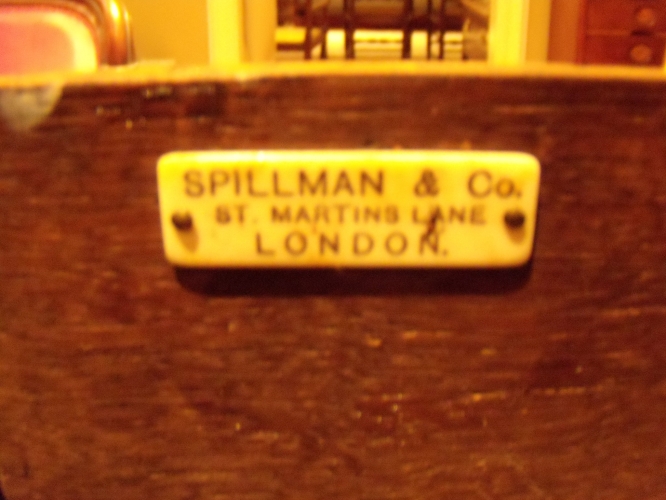 SPILLMAN & Co.
ST. MARTINS LANE
LONDON.